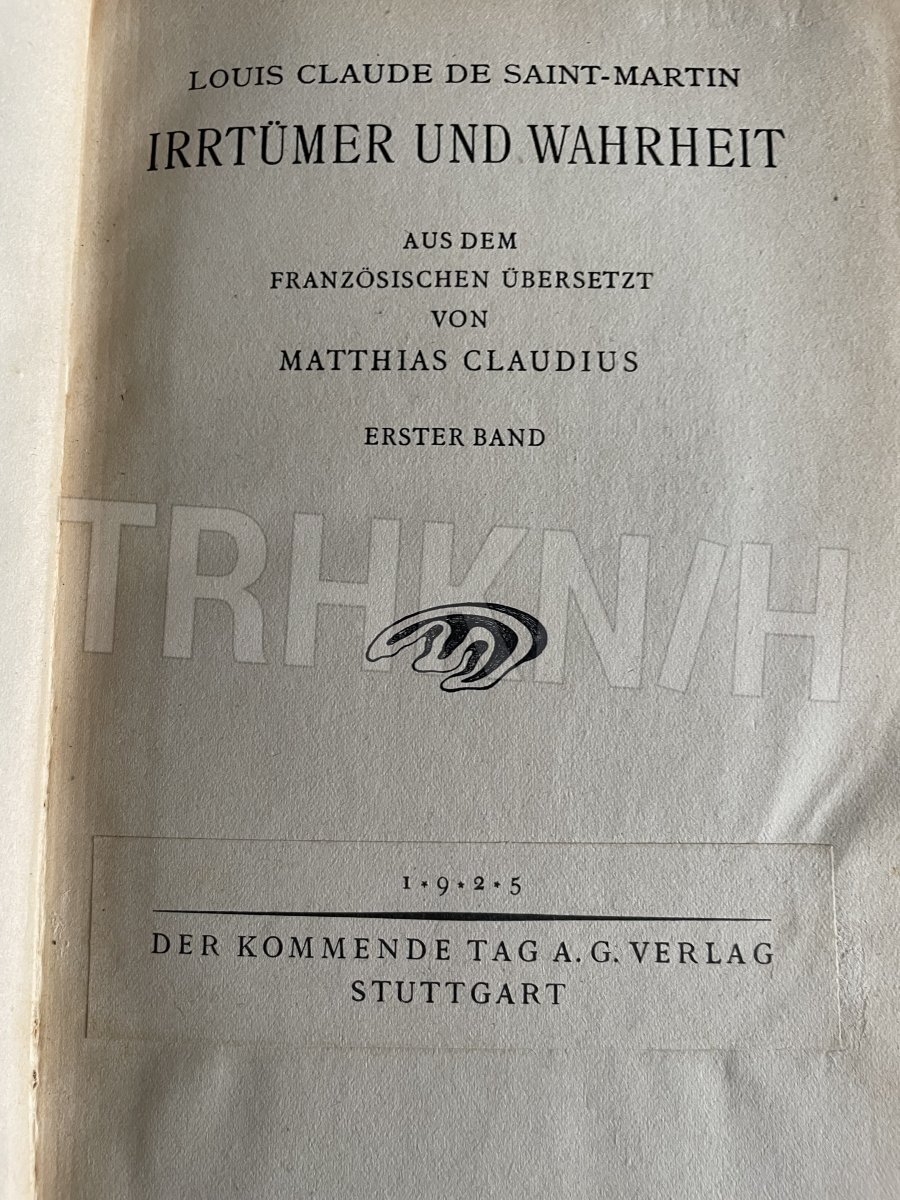 LOUIS CLAUDE DE SAINT-MARTIN
IRRTÜMER UND WAHRHEIT
AUS DEM
FRANZÖSISCHEN ÜBERSETZT
VON
MATTHIAS CLAUDIUS
ERSTER BAND
TRHKN/H
1 * 9 * 2 * 5
DER KOMMENDE TAG A. G. VERLAG
STUTTGART